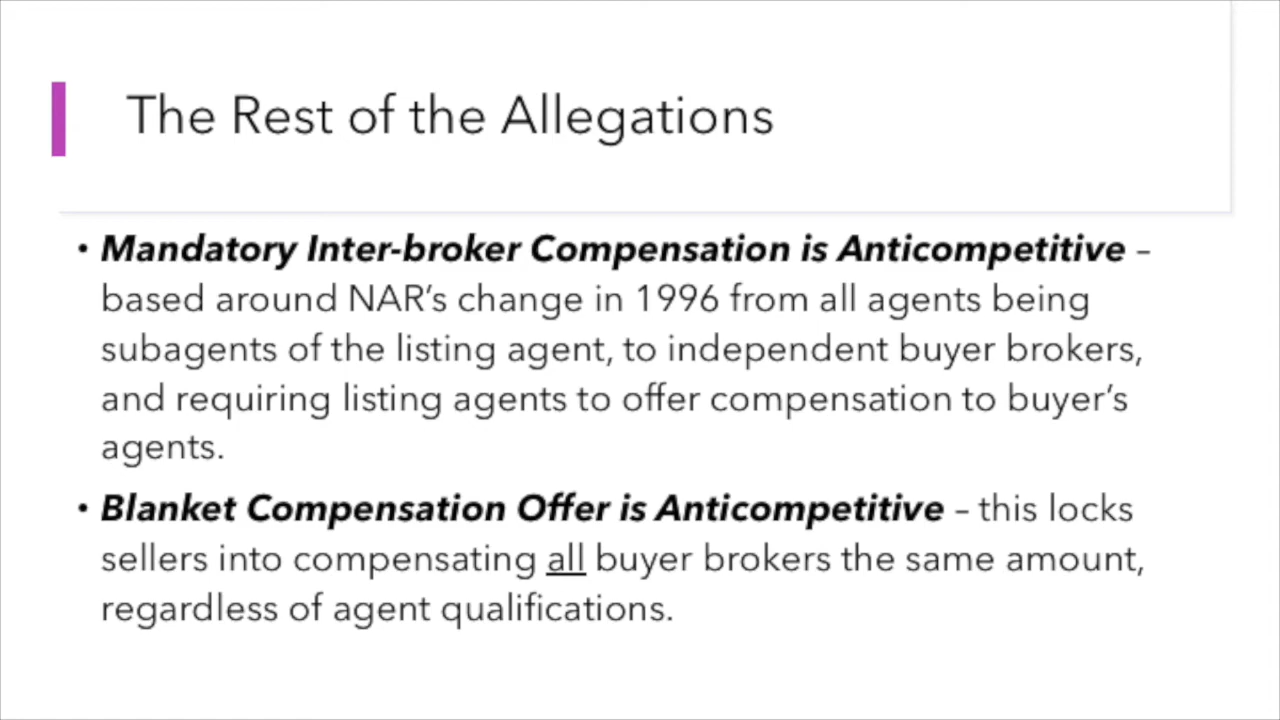 The Rest of the Allegations
• Mandatory Inter-broker Compensation is Anticompetitive –
based around NAR’s change in 1996 from all agents being
subagents of the listing agent, to independent buyer brokers,
and requiring listing agents to offer compensation to buyer’s
agents.
• Blanket Compensation Offer is Anticompetitive – this locks
sellers into compensating all buyer brokers the same amount,
regardless of agent qualifications.